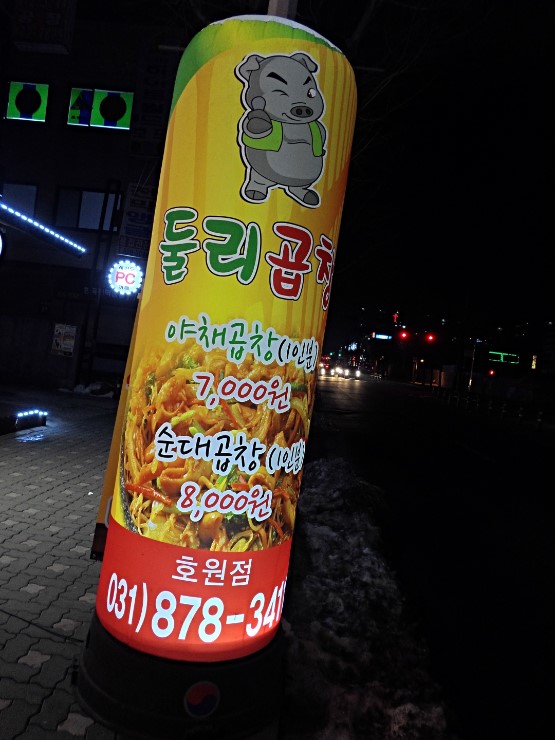 둘리곱창
야채곱창(1인분)
7,000원
순대곱창(1인분)
8,000원
호원점
031) 878-341
PC